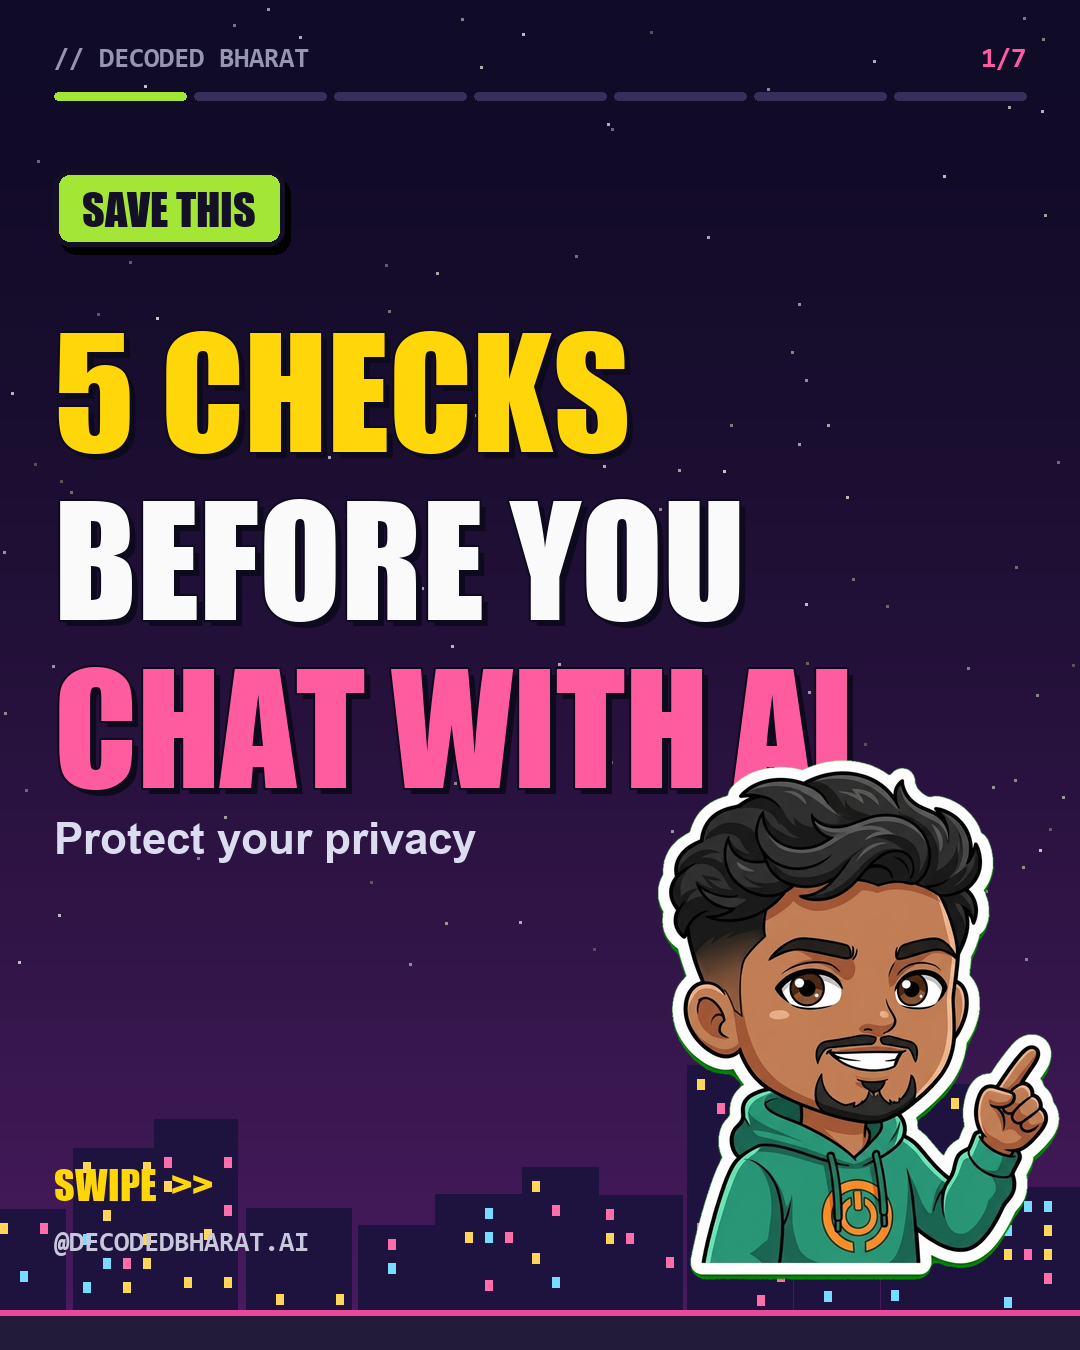 // DECODED BHARAT
1/7
SAVE THIS
5 CHECKS
BEFORE YOU
CHAT WITH AI
Protect your privacy
SWIPE >>
@DECODEDBHARAT.AI